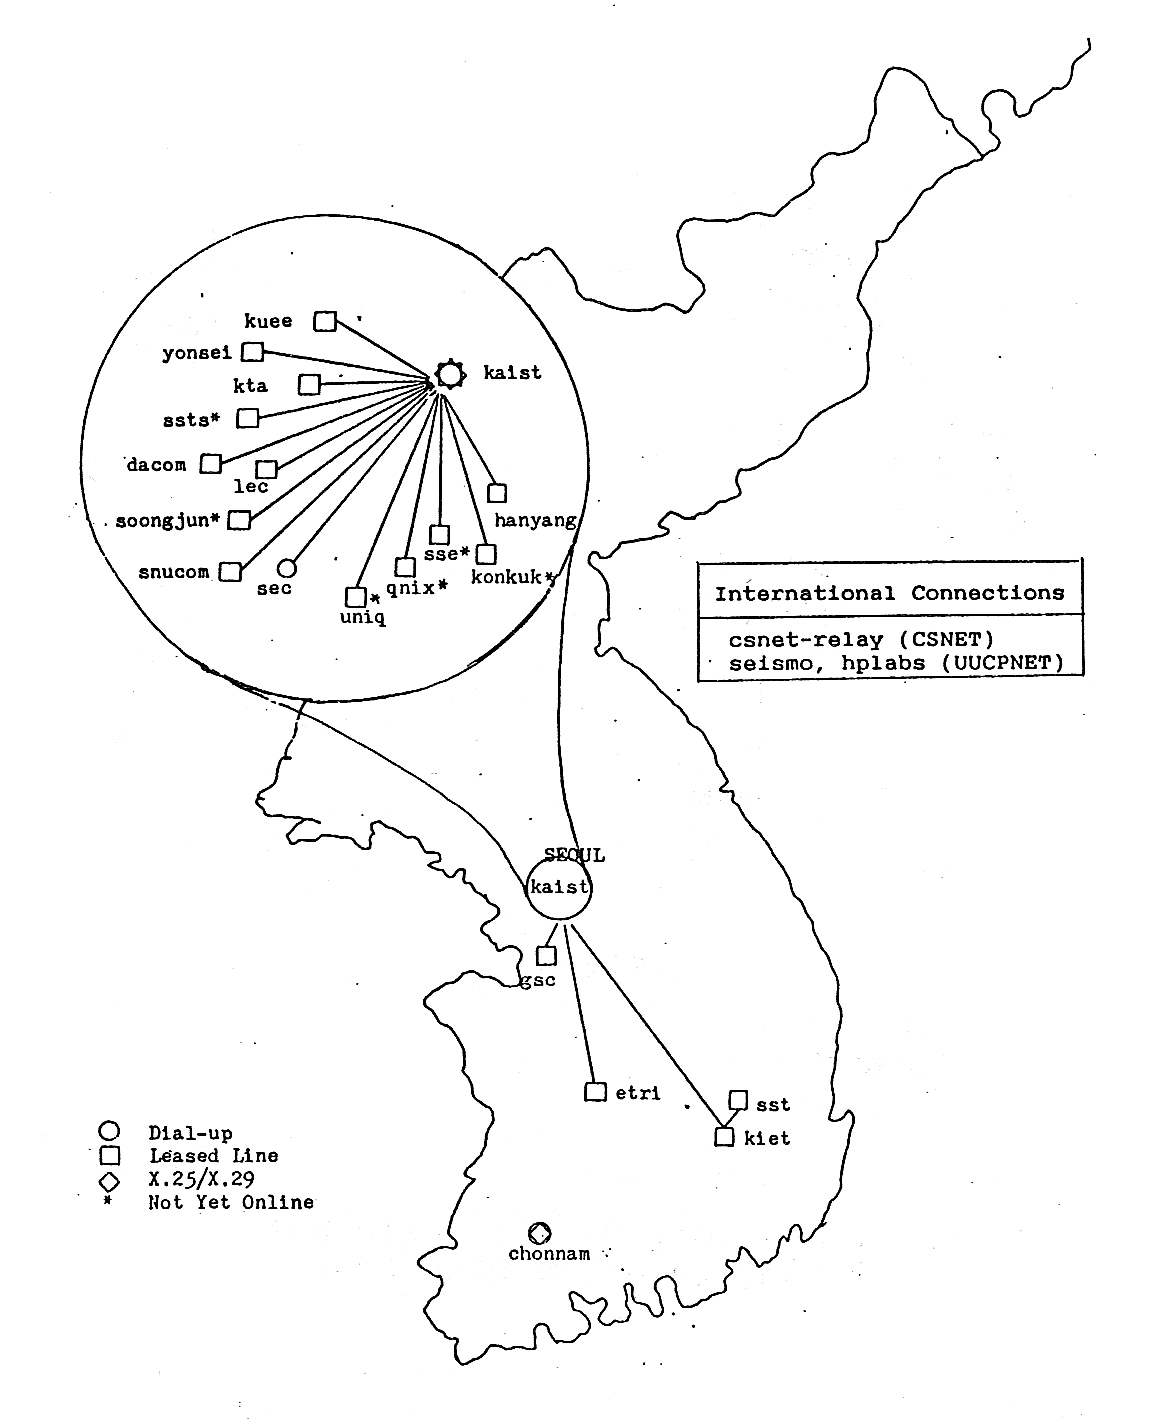 kuee
yonsei
kaist
kta
ssts*
dacom
lec
hanyang
soongjun*
sse*
konkuk*
snucom
sec
qnix*
*
uniq
International Connections
csnet-relay (CSNET)
seismo, hplabs (UUCPNET)
SEOUL
kaist
gsc
etri
sst
kiet
Dial-up
Leased Line
X.25/X.29
* Not Yet Online
chonnam